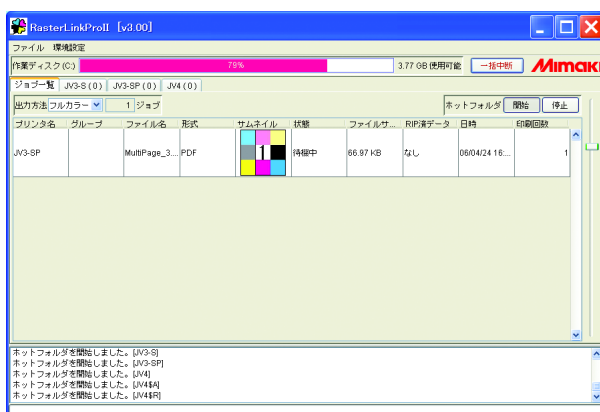 RasterLinkProII [v3.00]
ファイル 環境設定
作業ディスク(C:) 79% 3.77 GB 使用可能 一括中断 Mimaki
ジョブ一覧 JV3-S (0) JV3-SP (0) JV4 (0)
出力方法 フルカラー 1 ジョブ ホットフォルダ 開始 停止
プリンタ名 グループ ファイル名 形式 サムネイル 状態 ファイルサ... RIP済データ 日時 印刷回数
JV3-SP MultiPage_3.... PDF 1 待機中 66.97 KB なし 06/04/24 16:... 1
ホットフォルダを開始しました。[JV3-S]
ホットフォルダを開始しました。[JV3-SP]
ホットフォルダを開始しました。[JV4]
ホットフォルダを開始しました。[JV4$A]
ホットフォルダを開始しました。[JV4$R]